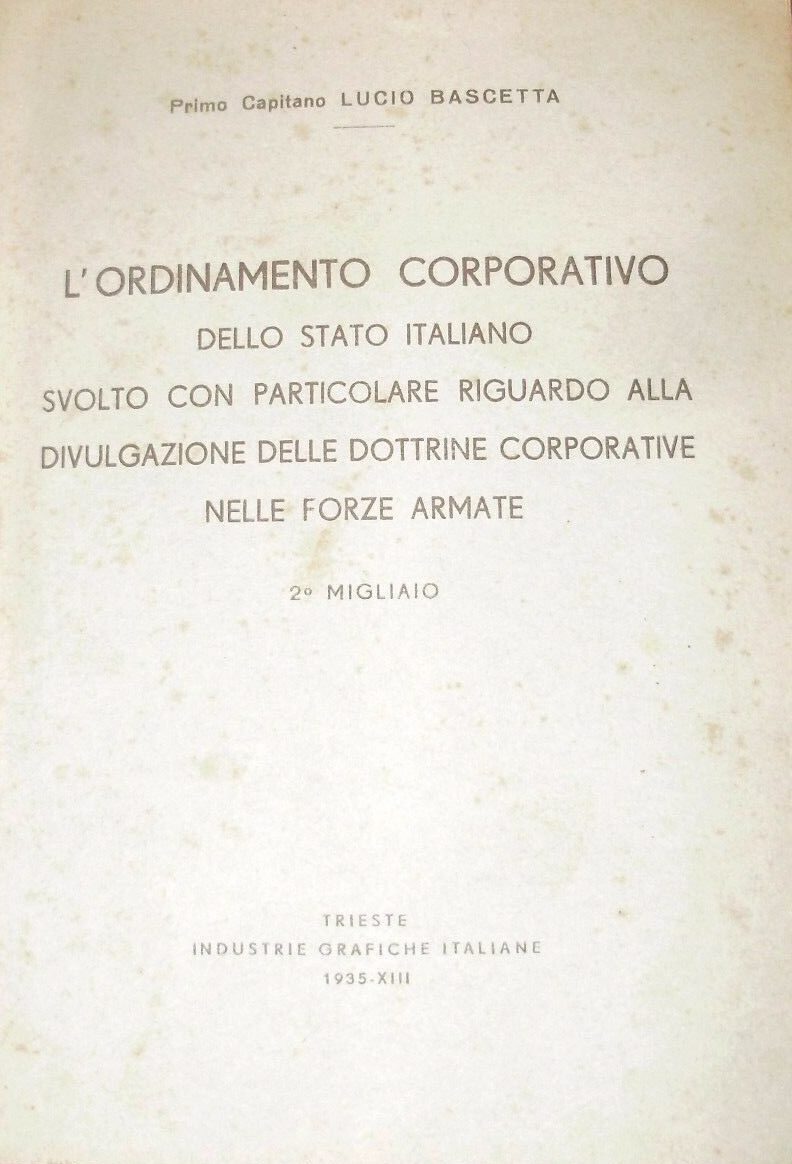 Primo Capitano LUCIO BASCETTA
L'ORDINAMENTO CORPORATIVO
DELLO STATO ITALIANO
SVOLTO CON PARTICOLARE RIGUARDO ALLA
DIVULGAZIONE DELLE DOTTRINE CORPORATIVE
NELLE FORZE ARMATE
2º MIGLIAIO
TRIESTE
INDUSTRIE GRAFICHE ITALIANE
1935-XIII